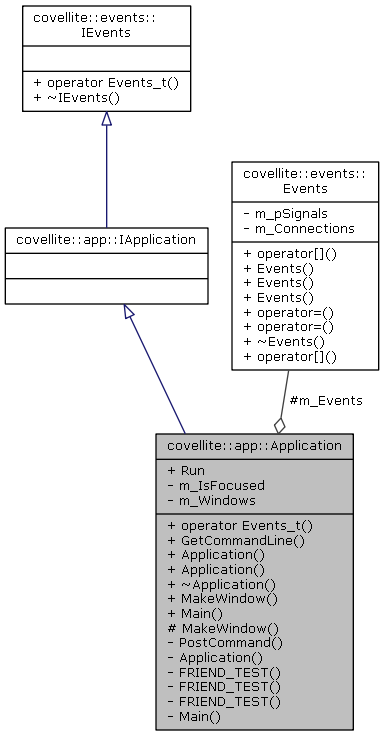 covellite::events::
IEvents
+ operator Events_t()
+ ~IEvents()
covellite::events::
Events
- m_pSignals
- m_Connections
+ operator[]()
+ Events()
+ Events()
+ Events()
+ operator=()
+ operator=()
+ ~Events()
+ operator[]()
covellite::app::IApplication
#m_Events
covellite::app::Application
+ Run
- m_IsFocused
- m_Windows
+ operator Events_t()
+ GetCommandLine()
+ Application()
+ Application()
+ ~Application()
+ MakeWindow()
+ Main()
# MakeWindow()
- PostCommand()
- Application()
- FRIEND_TEST()
- FRIEND_TEST()
- FRIEND_TEST()
- Main()